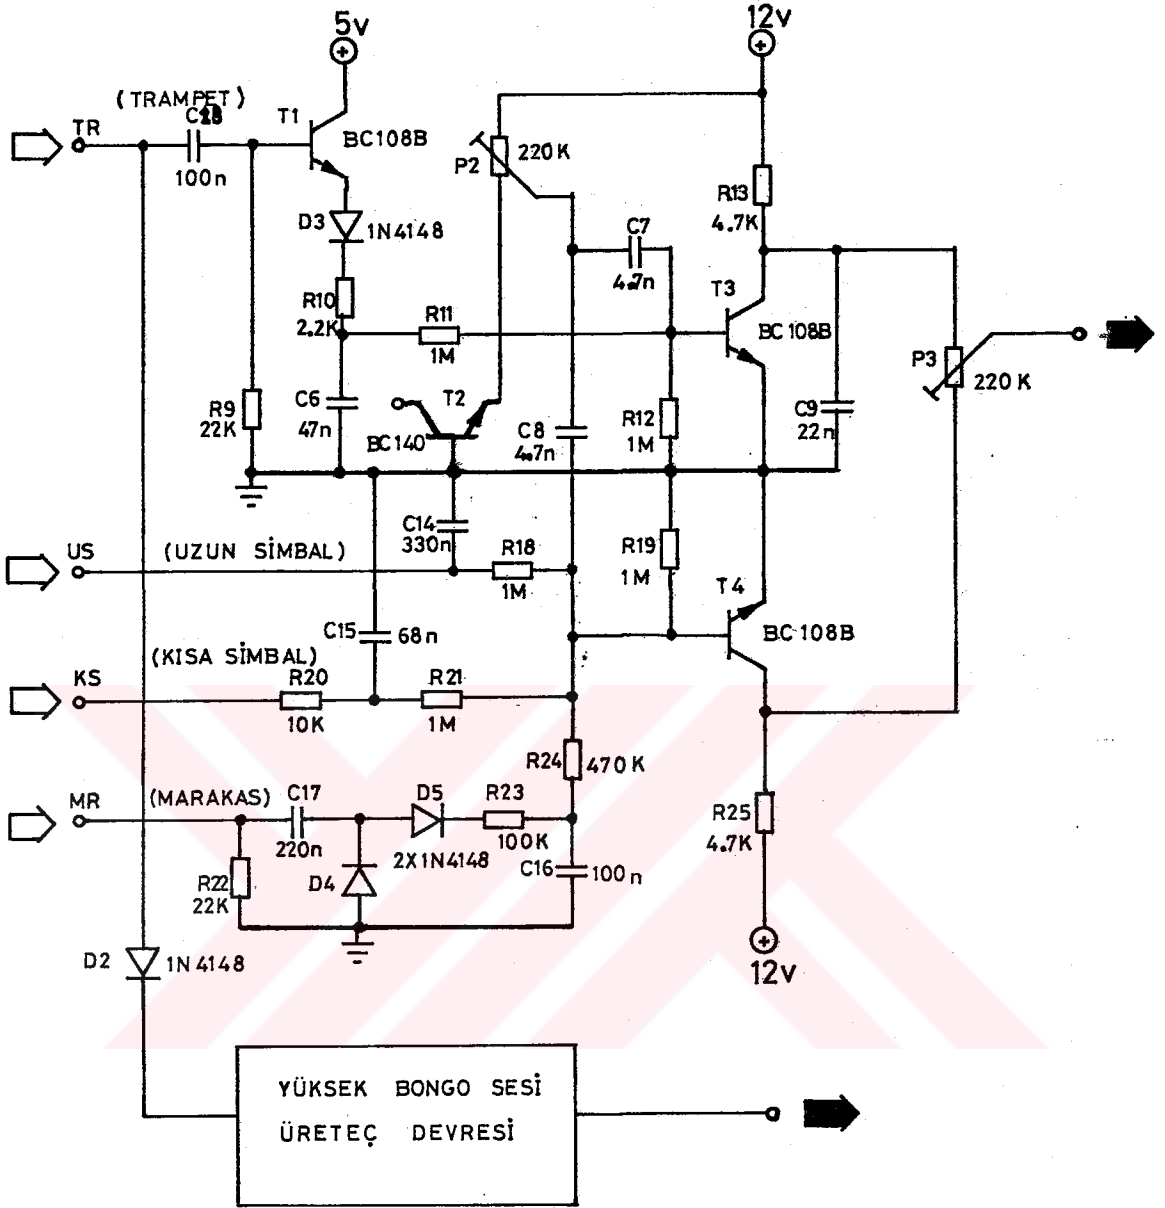 5v
12v
(TRAMPET)
TR
100n
T1
BC108B
P2
220K
D3
1N4148
R13
4.7K
C7
4.7n
R10
2.2K
R11
1M
T3
BC108B
P3
220K
R9
22K
C6
47n
T2
BC140
C8
4.7n
R12
1M
C9
22n
US
(UZUN SİMBAL)
C14
330n
R18
1M
R19
1M
T4
BC108B
C15
68n
KS
(KISA SİMBAL)
R20
10K
R21
1M
R24
470K
MR
(MARAKAS)
C17
220n
D5
2X1N4148
R23
100K
C16
100n
R22
22K
D4
R25
4.7K
12v
D2
1N4148
YÜKSEK BONGO SESİ
ÜRETEÇ DEVRESİ